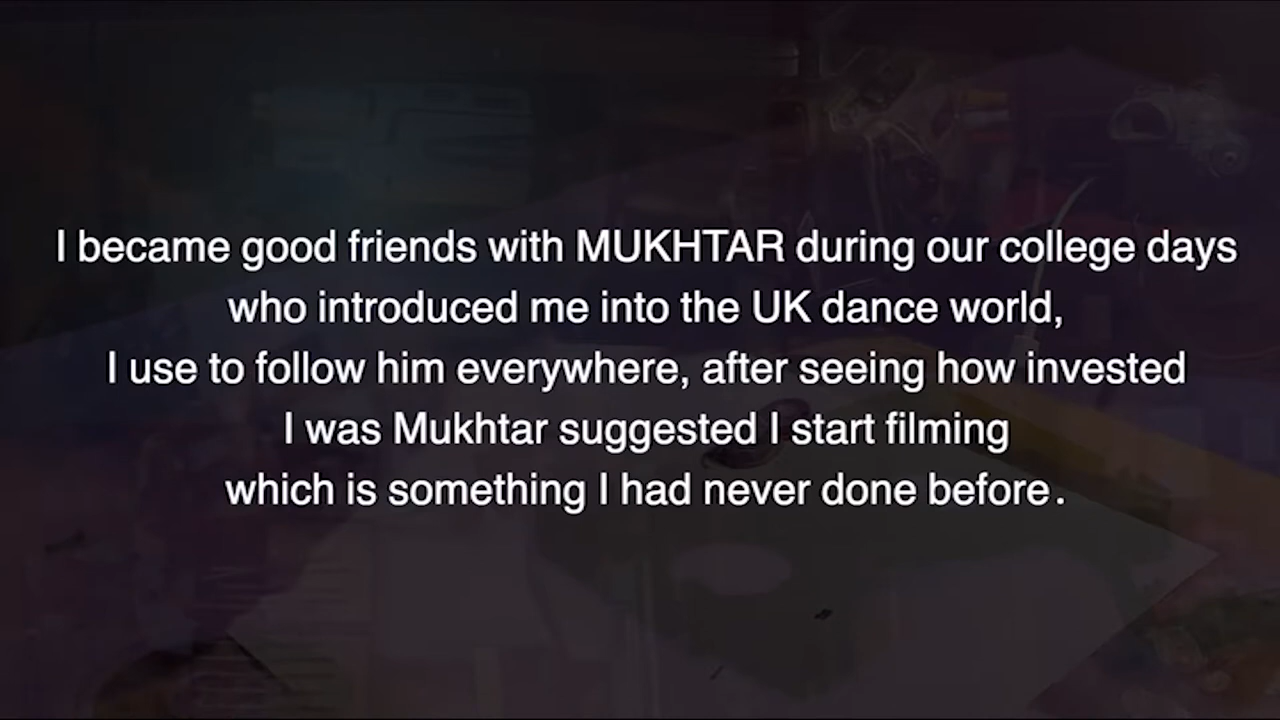 I became good friends with MUKHTAR during our college days
who introduced me into the UK dance world,
I use to follow him everywhere, after seeing how invested
I was Mukhtar suggested I start filming
which is something I had never done before.